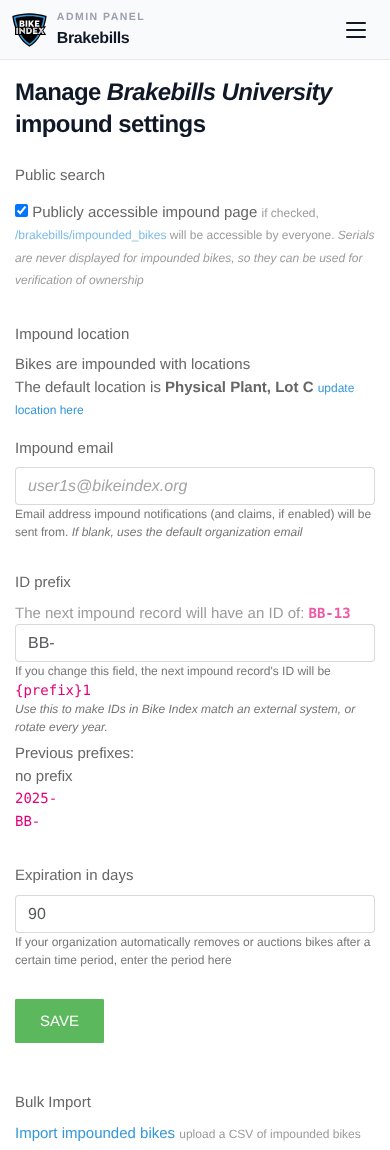 BIKE
INDEX
ADMIN PANEL
Brakebills
Manage Brakebills University
impound settings
Public search
Publicly accessible impound page if checked,
/brakebills/impounded_bikes will be accessible by everyone. Serials
are never displayed for impounded bikes, so they can be used for
verification of ownership
Impound location
Bikes are impounded with locations
The default location is Physical Plant, Lot C update
location here
Impound email
user1s@bikeindex.org
Email address impound notifications (and claims, if enabled) will be
sent from. If blank, uses the default organization email
ID prefix
The next impound record will have an ID of: BB-13
BB-
If you change this field, the next impound record's ID will be
{prefix}1
Use this to make IDs in Bike Index match an external system, or
rotate every year.
Previous prefixes:
no prefix
2025-
BB-
Expiration in days
90
If your organization automatically removes or auctions bikes after a
certain time period, enter the period here
SAVE
Bulk Import
Import impounded bikes upload a CSV of impounded bikes